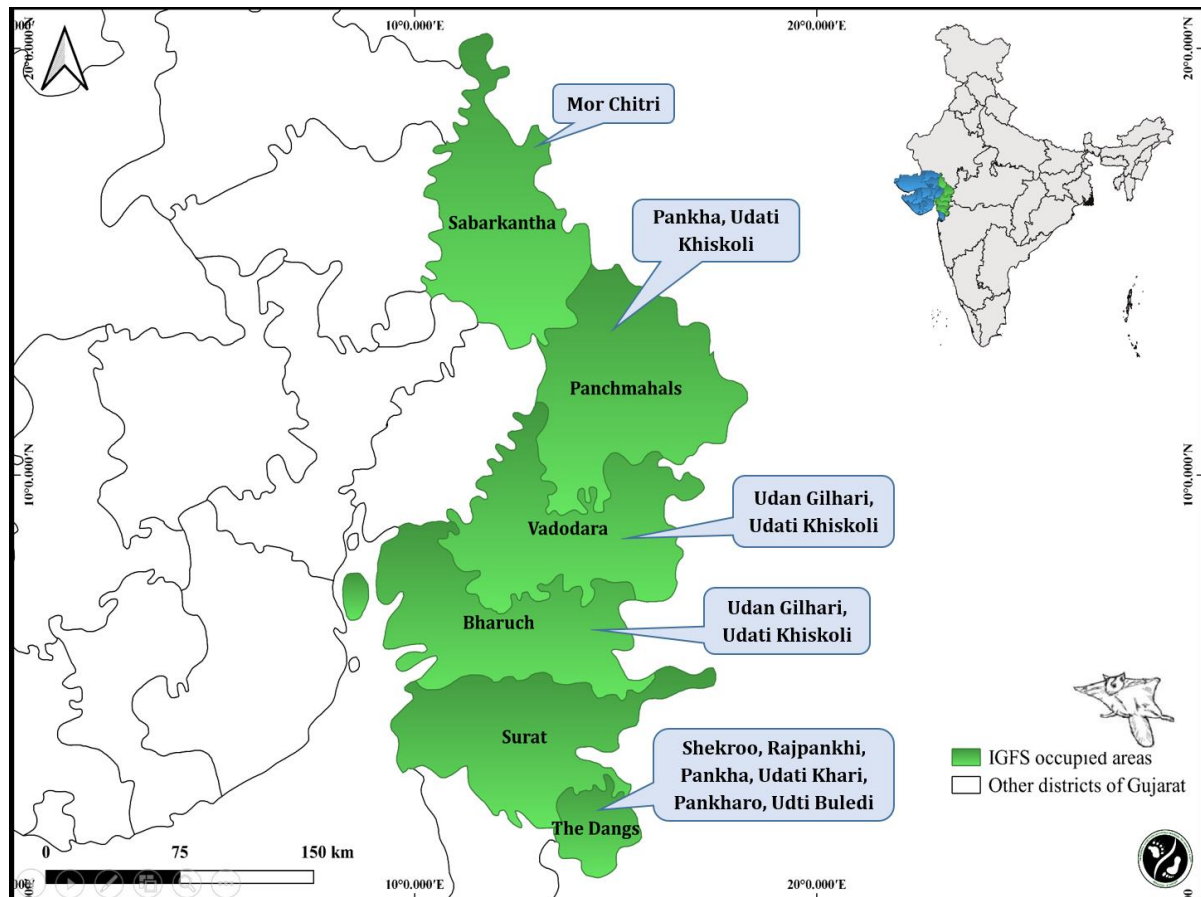 10°0.000'E
20°0.000'E
20°0.000'N
Mor Chitri
Sabarkantha
Pankha, Udati
Khiskoli
Panchmahals
10°0.000'N
10°0.000'N
Udan Gilhari,
Udati Khiskoli
Vadodara
Udan Gilhari,
Udati Khiskoli
Bharuch
Surat
Shekroo, Rajpankhi,
Pankha, Udati Khari,
Pankharo, Udti Buledi
The Dangs
IGFS occupied areas
Other districts of Gujarat
0 75 150 km
10°0.000'E
20°0.000'E